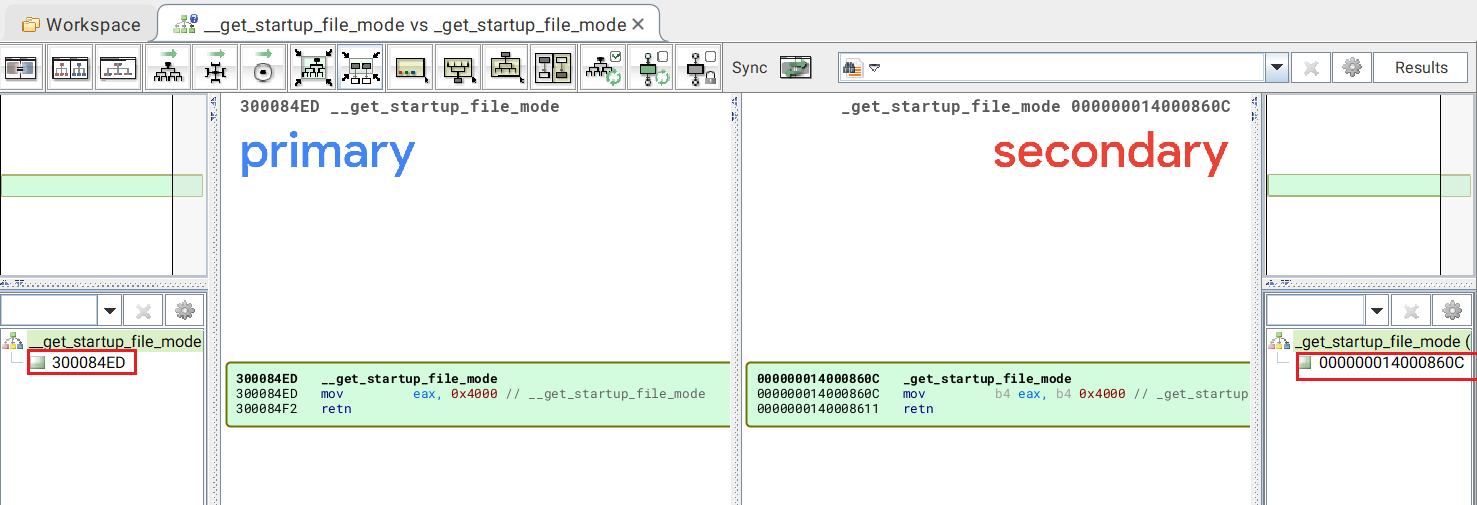 Workspace
__get_startup_file_mode vs _get_startup_file_mode
Sync
Results
300084ED __get_startup_file_mode
_get_startup_file_mode 000000014000860C
primary
secondary
__get_startup_file_mode
300084ED
300084ED __get_startup_file_mode
300084ED mov eax, 0x4000 // __get_startup_file_mode
300084F2 retn
000000014000860C _get_startup_file_mode
000000014000860C mov b4 eax, b4 0x4000 // _get_startup
0000000140008611 retn
_get_startup_file_mode (
000000014000860C